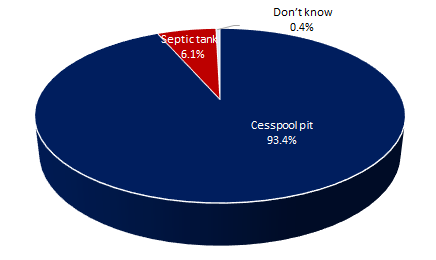 Don't know
0.4%
Septic tank
6.1%
Cesspool pit
93.4%